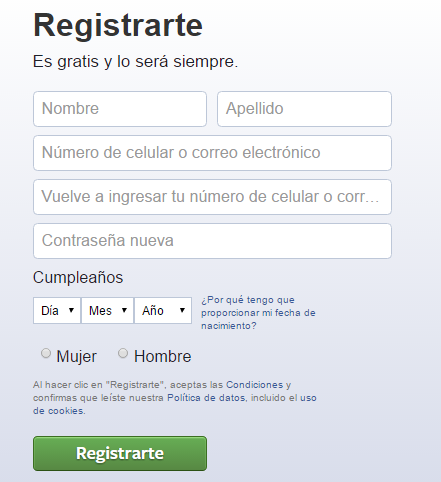 Registrarte
Es gratis y lo será siempre.
Nombre Apellido
Número de celular o correo electrónico
Vuelve a ingresar tu número de celular o corr...
Contraseña nueva
Cumpleaños
Día Mes Año
¿Por qué tengo que
proporcionar mi fecha de
nacimiento?
Mujer Hombre
Al hacer clic en "Registrarte", aceptas las Condiciones y
confirmas que leíste nuestra Política de datos, incluido el uso
de cookies.
Registrarte